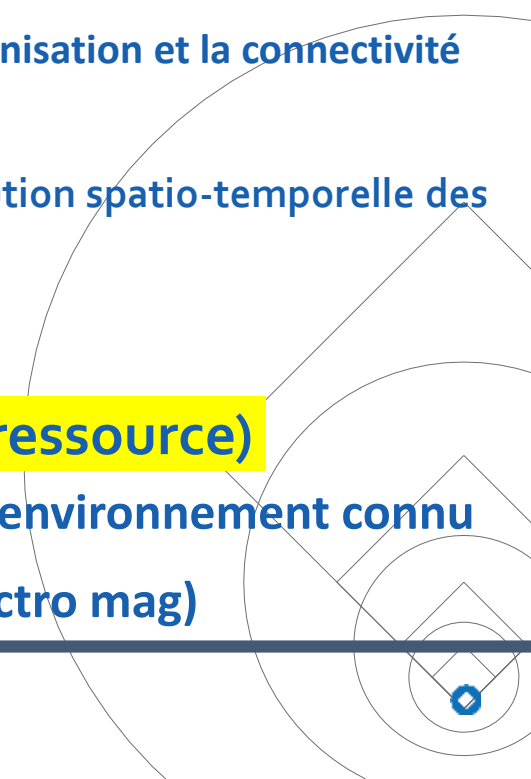 nisation et la connectivité
tion spatio-temporelle des
ressource)
environnement connu
ctro mag)